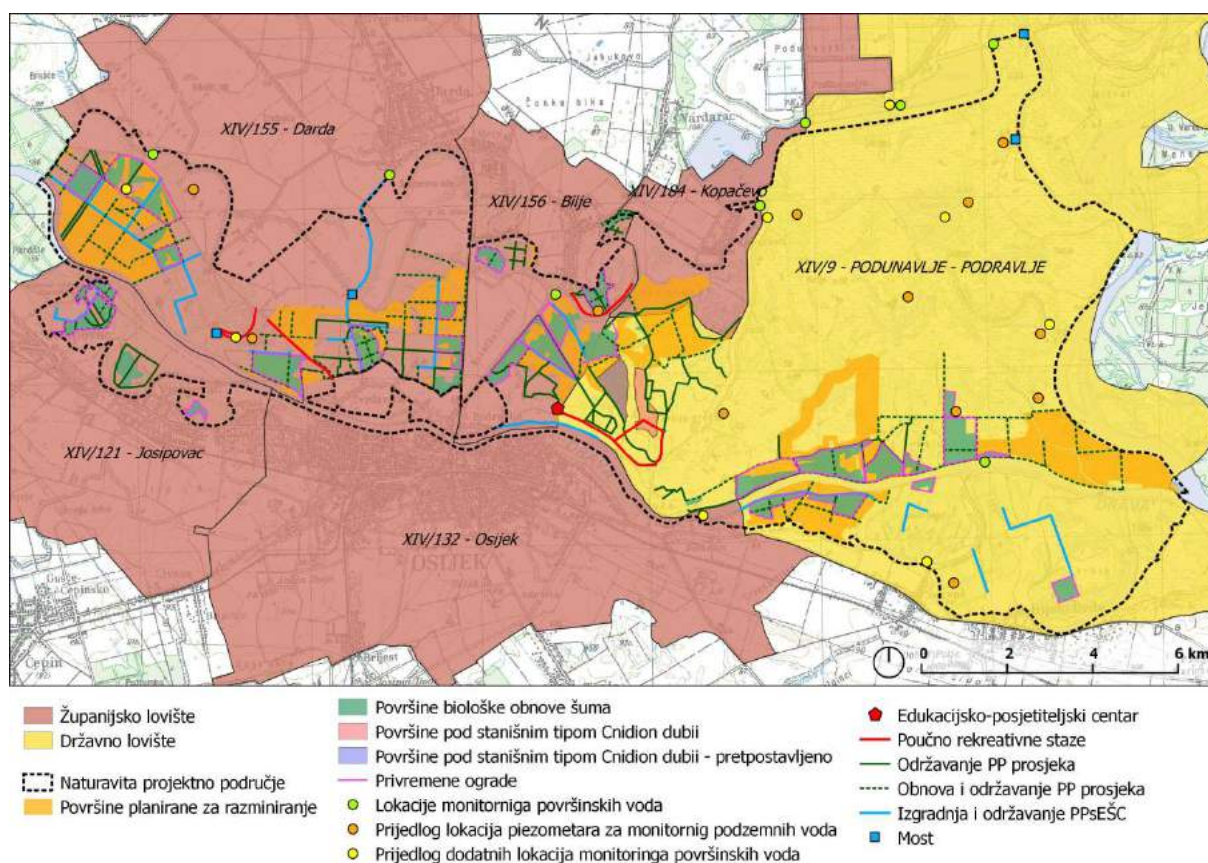 XIV/155 - Darda
Vardarac
XIV/156 - Bilje
XIV/184 - Kopačevo
XIV/9 - PODUNAVLJE - PODRAVLJE
XIV/121 - Josipovac
XIV/132 - Osijek
OSIJEK
Čepin
Brijest
0 2 4 6 km
Županijsko lovište
Državno lovište
Naturavita projektno područje
Površine planirane za razminiranje
Površine biološke obnove šuma
Površine pod stanišnim tipom Cnidion dubii
Površine pod stanišnim tipom Cnidion dubii - pretpostavljeno
Privremene ograde
Lokacije monitorniga površinskih voda
Prijedlog lokacija piezometara za monitornig podzemnih voda
Prijedlog dodatnih lokacija monitoringa površinskih voda
Edukacijsko-posjetiteljski centar
Poučno rekreativne staze
Održavanje PP prosjeka
Obnova i održavanje PP prosjeka
Izgradnja i održavanje PPsEŠC
Most